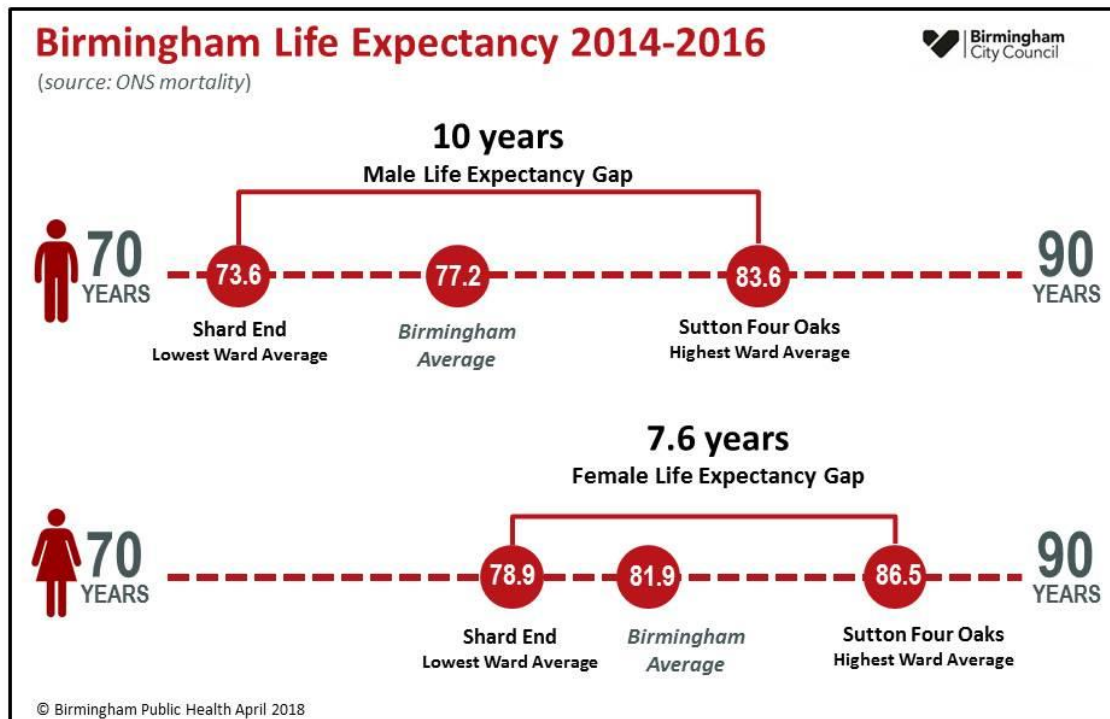 Birmingham Life Expectancy 2014-2016
(source: ONS mortality)
Birmingham
City Council
10 years
Male Life Expectancy Gap
70
YEARS
73.6
77.2
83.6
90
YEARS
Shard End
Lowest Ward Average
Birmingham
Average
Sutton Four Oaks
Highest Ward Average
7.6 years
Female Life Expectancy Gap
70
YEARS
78.9
81.9
86.5
90
YEARS
Shard End
Lowest Ward Average
Birmingham
Average
Sutton Four Oaks
Highest Ward Average
© Birmingham Public Health April 2018